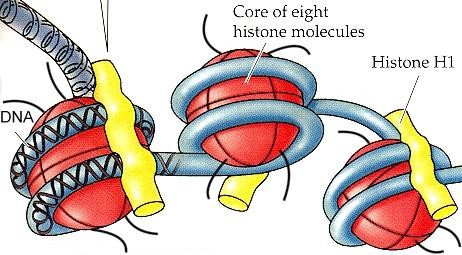 Core of eight
histone molecules
Histone H1
DNA